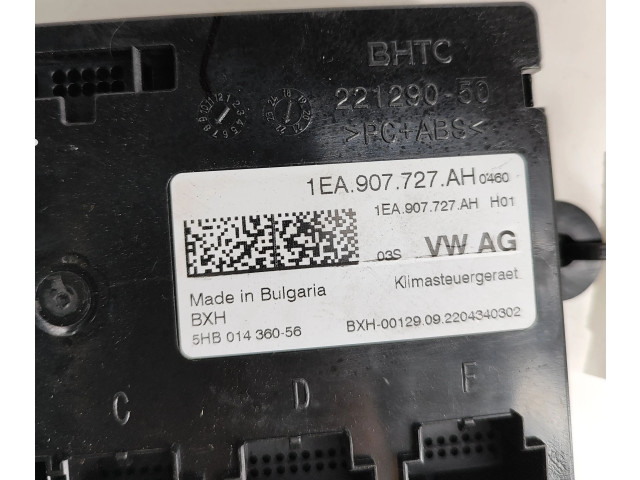 BHTC
221290-50
>PC+ABS<
1EA.907.727.AH 0460
1EA.907.727.AH H01
03S VW AG
Klimasteuergeraet
Made in Bulgaria
BXH
5HB 014 360-56
BXH-00129.09.2204340302
C D F